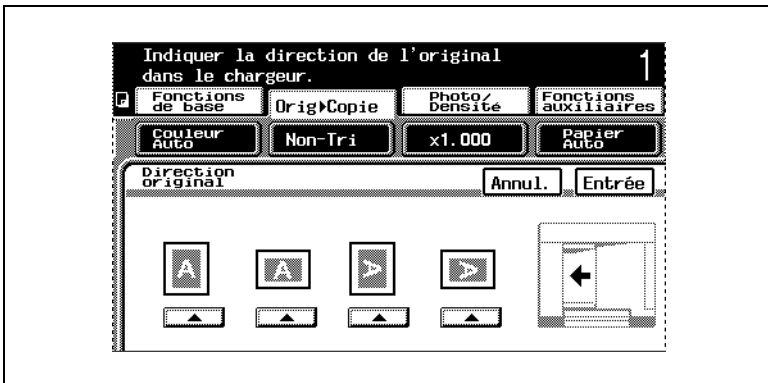 Indiquer la direction de l'original
dans le chargeur.
1
Fonctions
de base
Orig▶Copie
Photo/
Densité
Fonctions
auxiliaires
Couleur
Auto
Non-Tri
x1.000
Papier
Auto
Direction
original
Annul.
Entrée
A
A
A
A